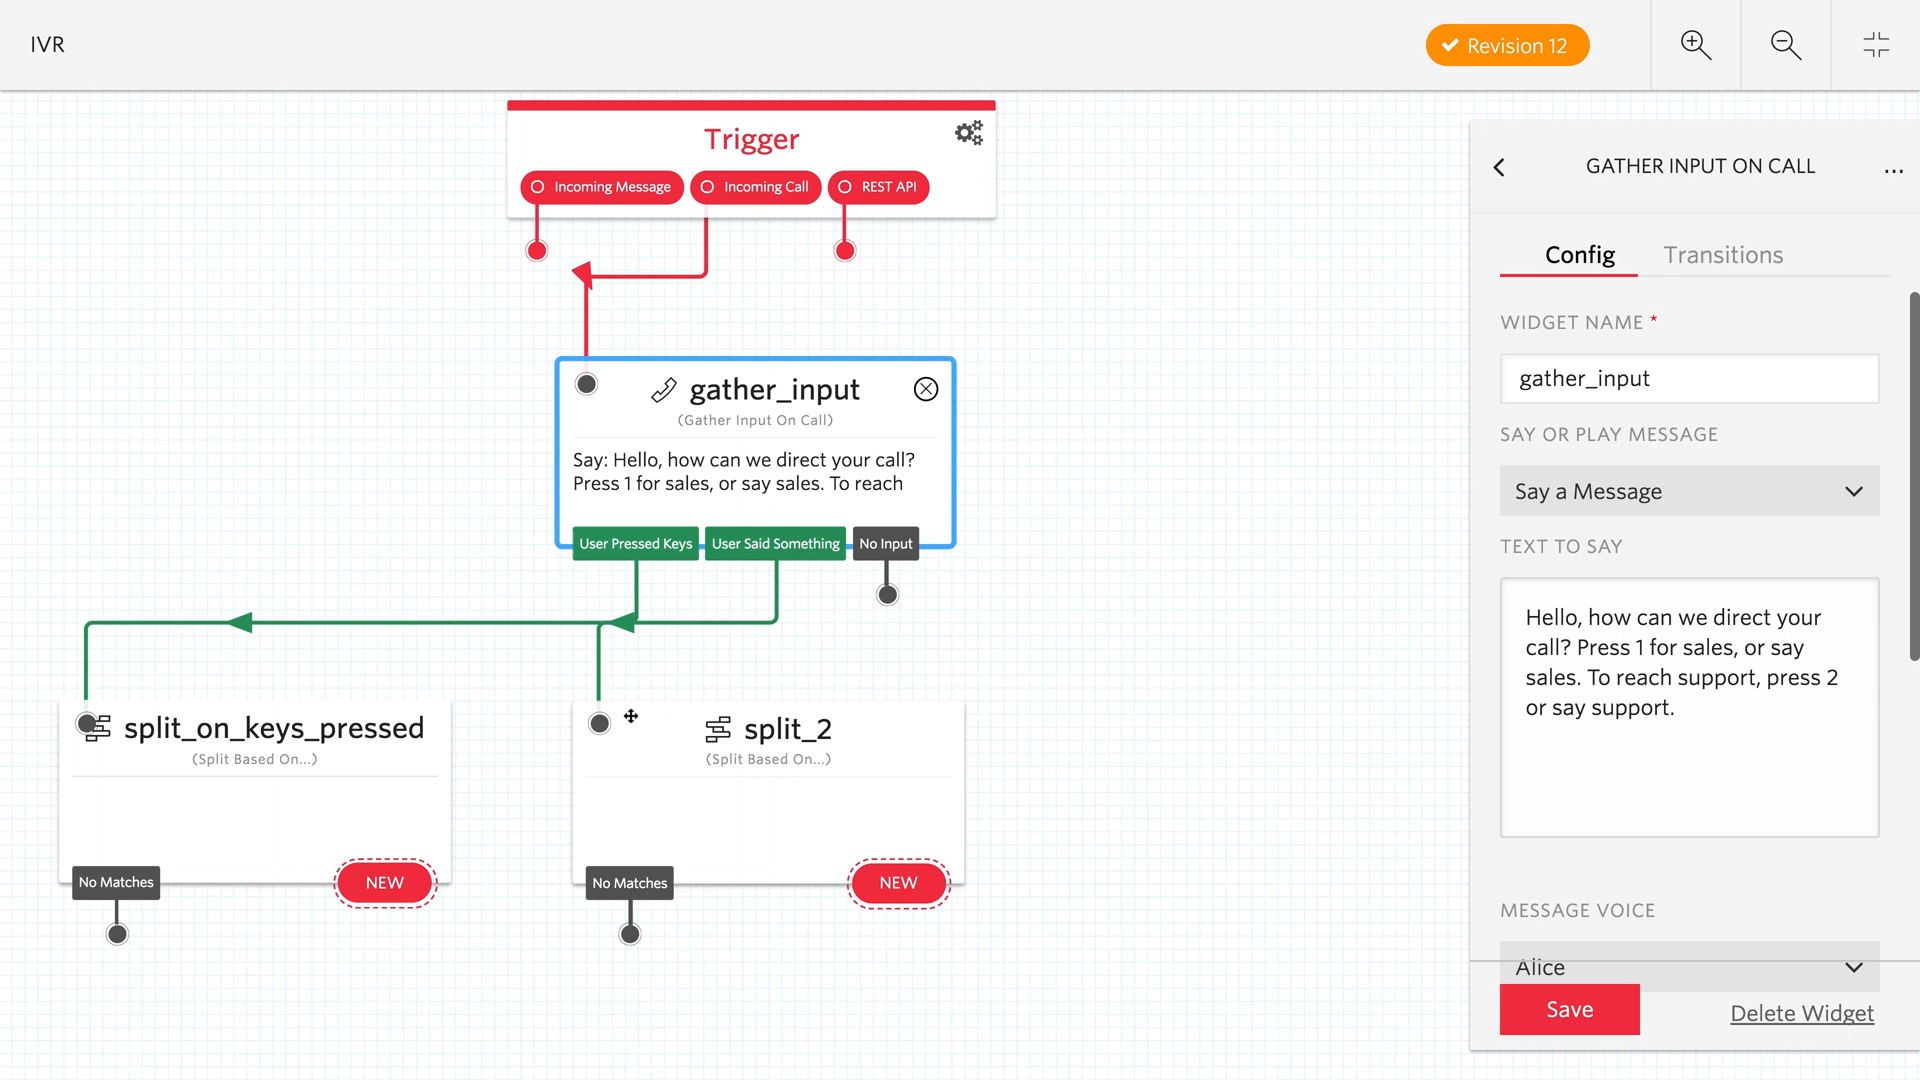 IVR
Revision 12
Trigger
Incoming Message
Incoming Call
REST API
gather_input
(Gather Input On Call)
Say: Hello, how can we direct your call?
Press 1 for sales, or say sales. To reach
User Pressed Keys
User Said Something
No Input
split_on_keys_pressed
(Split Based On...)
No Matches
NEW
split_2
(Split Based On...)
No Matches
NEW
GATHER INPUT ON CALL
...
Config
Transitions
WIDGET NAME *
gather_input
SAY OR PLAY MESSAGE
Say a Message
TEXT TO SAY
Hello, how can we direct your
call? Press 1 for sales, or say
sales. To reach support, press 2
or say support.
MESSAGE VOICE
Alice
Save
Delete Widget